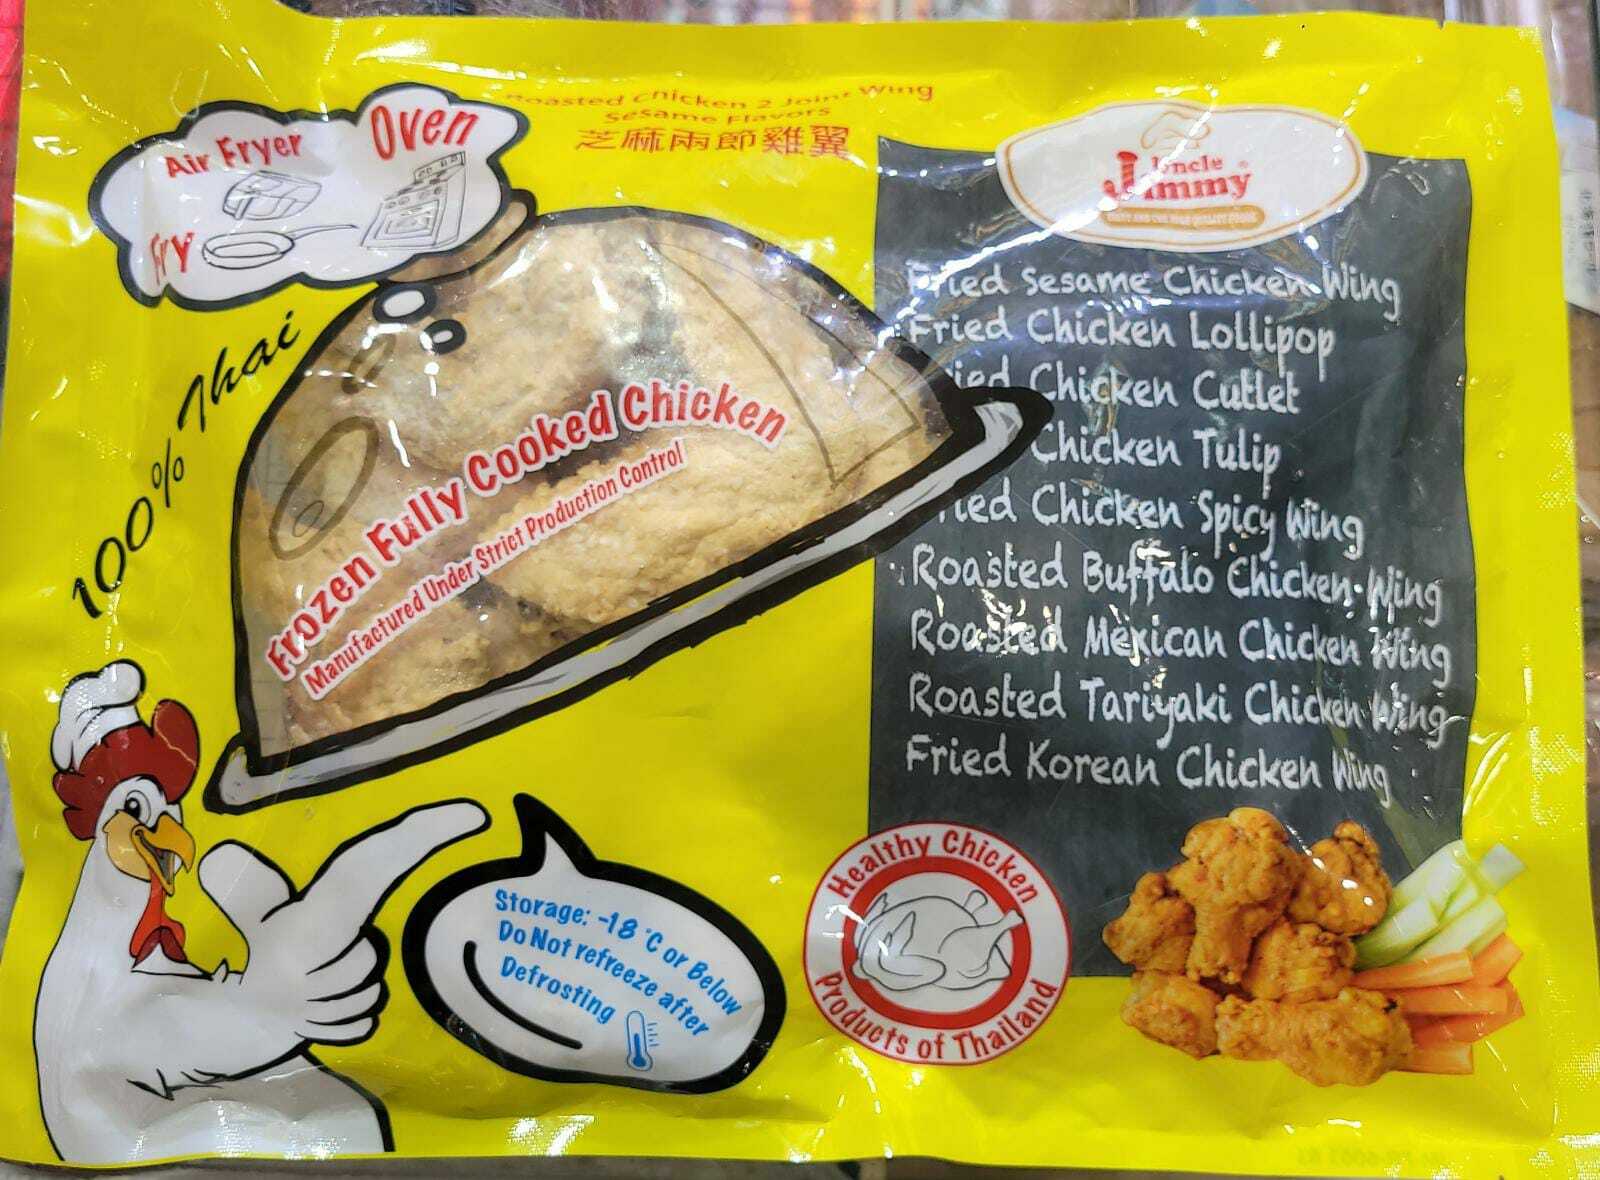 Roasted Chicken 2 Joint Wing
Sesame Flavors
芝麻兩節雞翼
Air Fryer
Oven
Fry
100% Thai
Frozen Fully Cooked Chicken
Manufactured Under Strict Production Control
Uncle
Jimmy
Fried Sesame Chicken Wing
Fried Chicken Lollipop
Fried Chicken Cutlet
Chicken Tulip
Fried Chicken Spicy Wing
Roasted Buffalo Chicken Wing
Roasted Mexican Chicken Wing
Roasted Tariyaki Chicken Wing
Fried Korean Chicken Wing
Storage: -18 °C or Below
Do Not refreeze after
Defrosting
Healthy Chicken
Products of Thailand